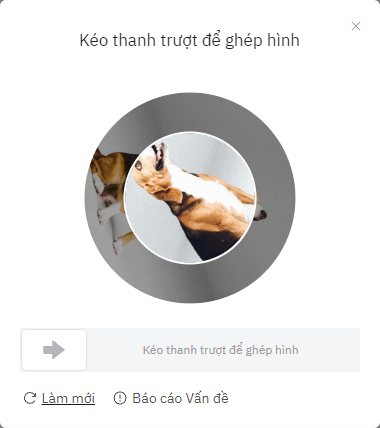 Kéo thanh trượt để ghép hình
Kéo thanh trượt để ghép hình
Làm mới
Báo cáo Vấn đề